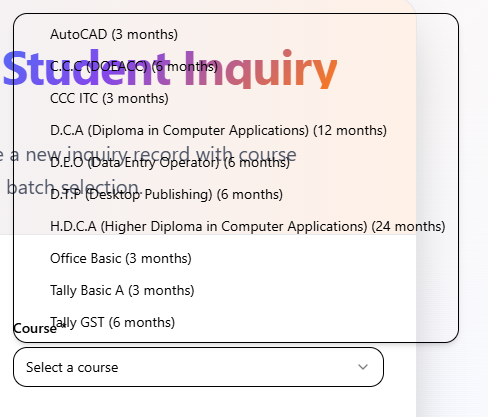 AutoCAD (3 months)
Student Inquiry
C.C.C (DOEACC) (6 months)
CCC ITC (3 months)
D.C.A (Diploma in Computer Applications) (12 months)
e a new inquiry record with course
D.E.O (Data Entry Operator) (6 months)
batch selection
D.T.P (Desktop Publishing) (6 months)
H.D.C.A (Higher Diploma in Computer Applications) (24 months)
Office Basic (3 months)
Tally Basic A (3 months)
Tally GST (6 months)
Course *
Select a course